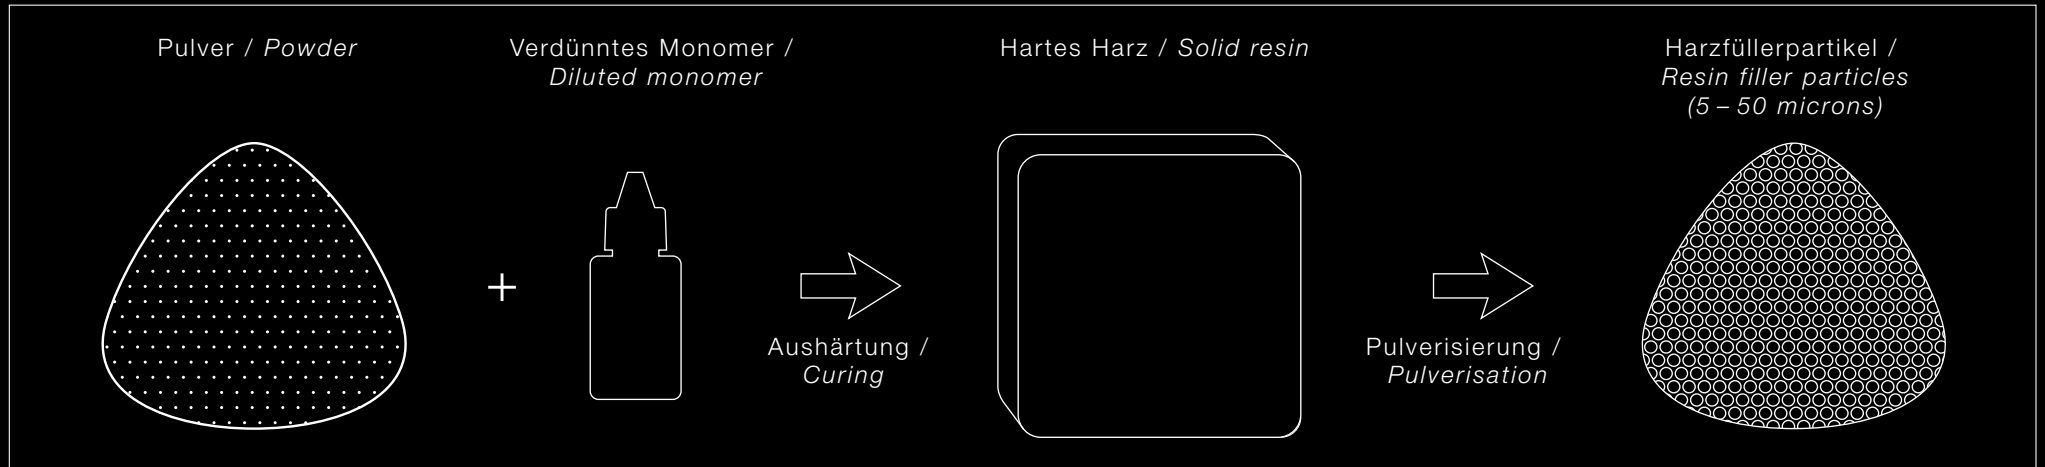 Pulver / Powder
Verdünntes Monomer /
Diluted monomer
Hartes Harz / Solid resin
Harzfüllerpartikel /
Resin filler particles
(5 – 50 microns)
+
Aushärtung /
Curing
Pulverisierung /
Pulverisation